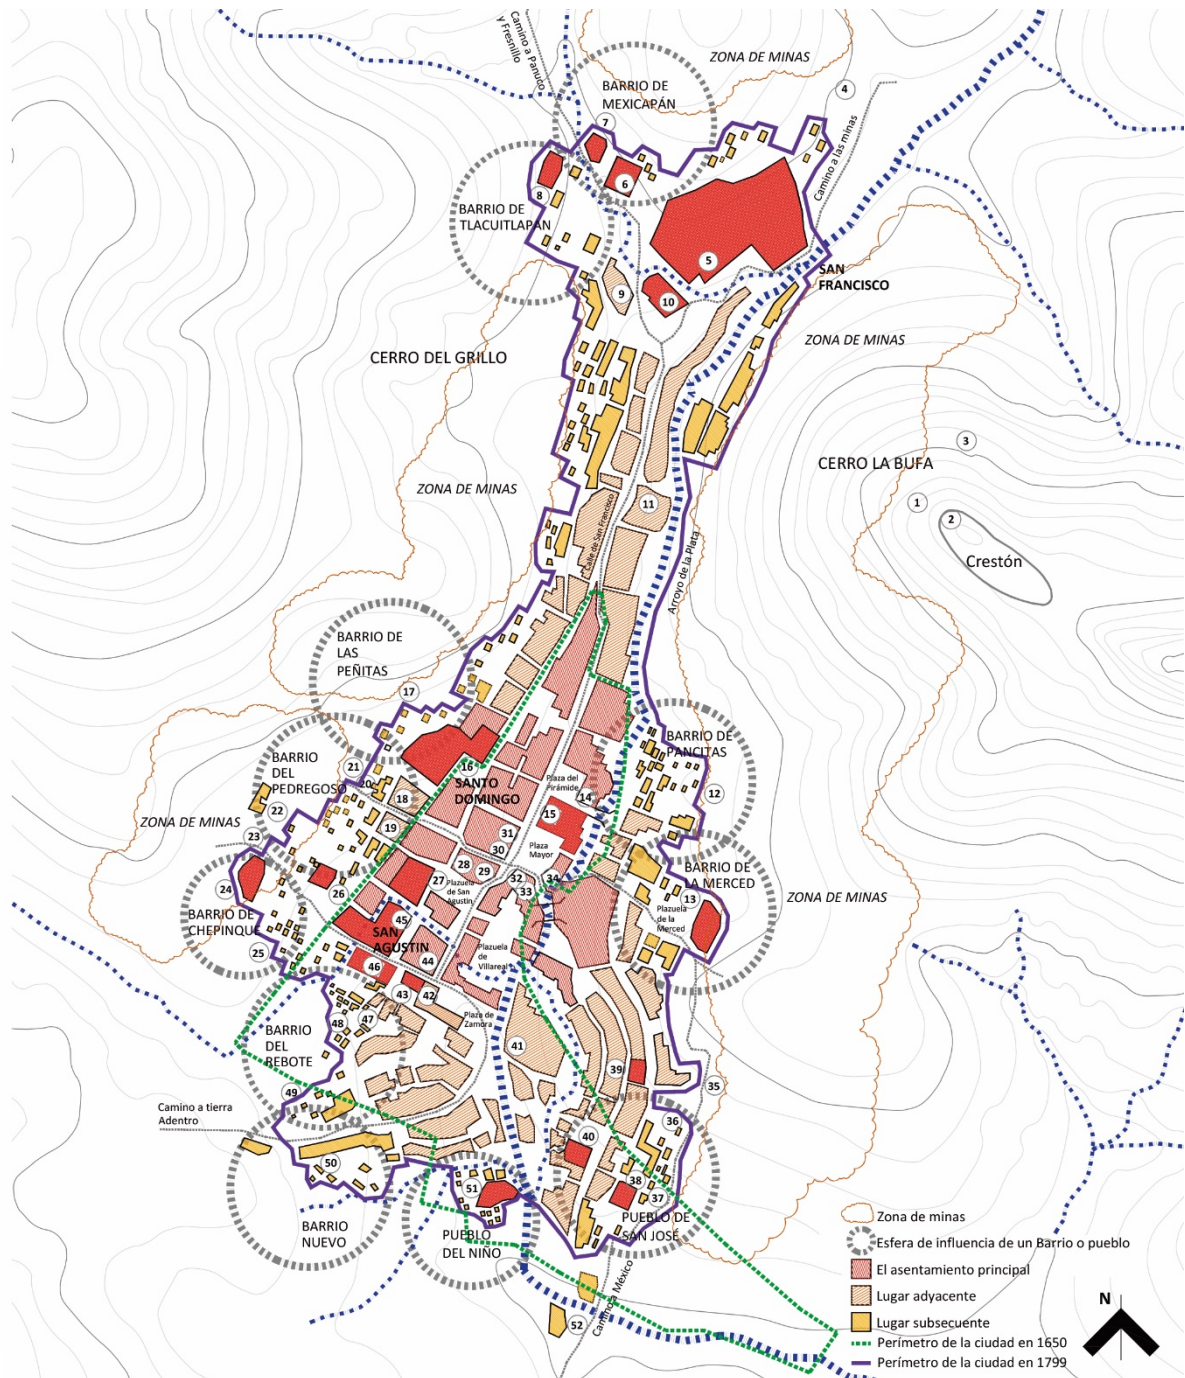 Camino a Panuco
y Fresnillo
ZONA DE MINAS
BARRIO DE
MEXICAPÁN
4
7
Camino a las minas
6
8
BARRIO DE
TLACUITLAPAN
5
SAN
FRANCISCO
9
10
ZONA DE MINAS
CERRO DEL GRILLO
3
CERRO LA BUFA
ZONA DE MINAS
1
2
11
Calle de San Francisco
Crestón
Arroyo de la Plata
BARRIO DE
LAS
PEÑITAS
17
BARRIO DE
PANCITAS
BARRIO
DEL
PEDREGOSO
21
20
16
SANTO
DOMINGO
Plaza del
Pirámide
14
12
18
22
15
ZONA DE MINAS
19
31
30
23
Plaza
Mayor
28
29
BARRIO DE
LA MERCED
24
26
27
Plazuela
de San
Agustin
32
33
34
13
Plazuela
de la
Merced
ZONA DE MINAS
BARRIO DE
CHEPINQUE
45
SAN
AGUSTIN
25
46
44
Plazuela
de
Villareal
43
42
48
47
Plaza de
Zamora
BARRIO
DEL
REBOTE
41
39
35
49
Camino a tierra
Adentro
36
40
50
51
38
37
BARRIO
NUEVO
PUEBLO
DEL NIÑO
PUEBLO DE
SAN JOSÉ
Camino a México
52
Zona de minas
Esfera de influencia de un Barrio o pueblo
El asentamiento principal
Lugar adyacente
Lugar subsecuente
Perímetro de la ciudad en 1650
Perímetro de la ciudad en 1799
N